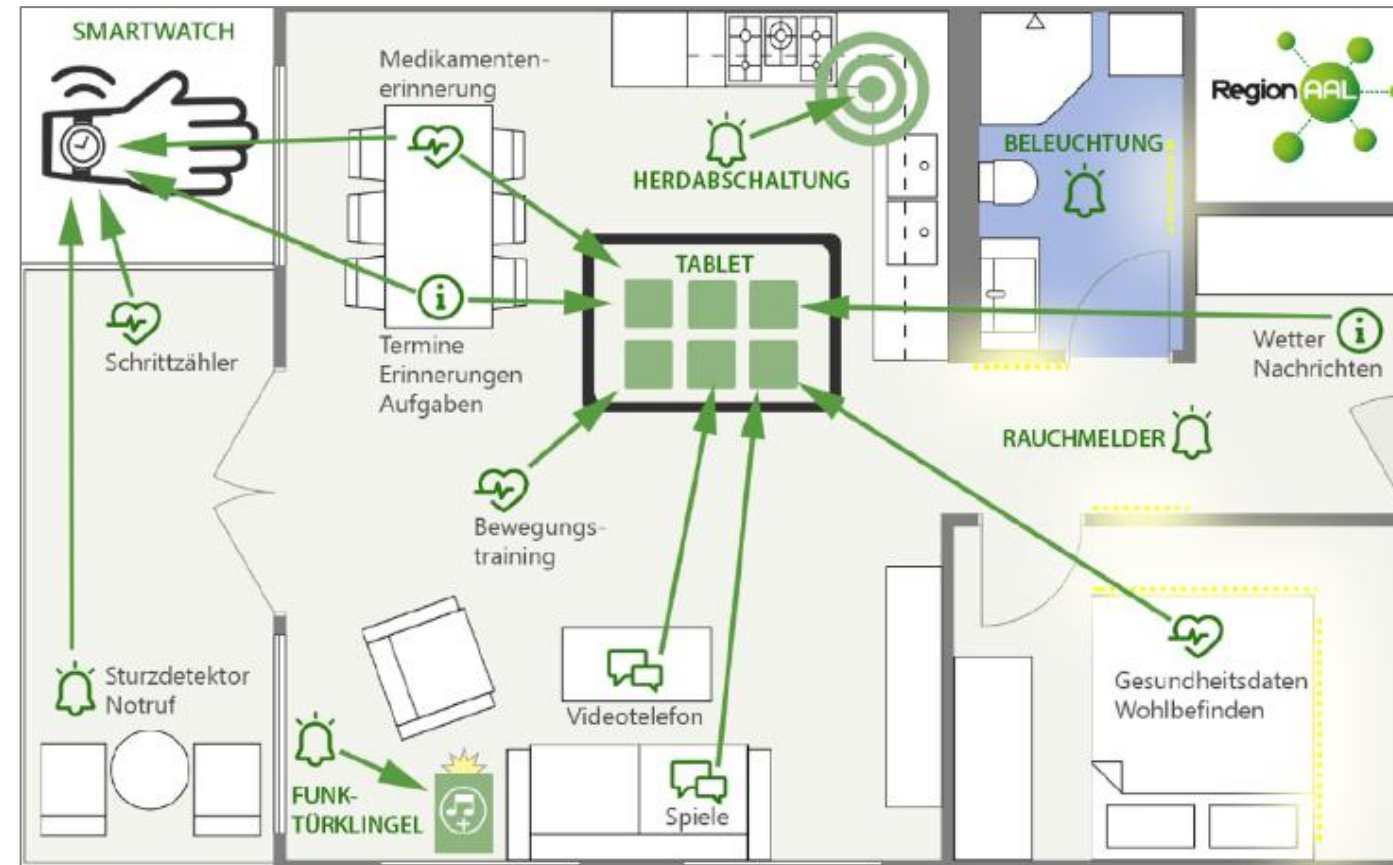 SMARTWATCH
Medikamenten-
erinnerung
HERDABSCHALTUNG
BELEUCHTUNG
Region AAL
TABLET
Schrittzähler
Termine
Erinnerungen
Aufgaben
Wetter
Nachrichten
RAUCHMELDER
Bewegungs-
training
Sturzdetektor
Notruf
Videotelefon
Gesundheitsdaten
Wohlbefinden
FUNK-
TÜRKLINGEL
Spiele